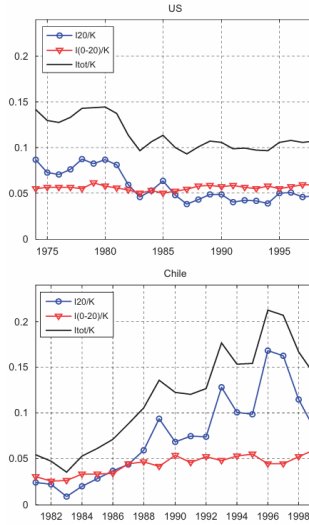 US
I20/K
I(0-20)/K
Itot/K
0.2
0.15
0.1
0.05
0
1975 1980 1985 1990 1995
Chile
I20/K
I(0-20)/K
Itot/K
0.2
0.15
0.1
0.05
0
1982 1984 1986 1988 1990 1992 1994 1996 1998